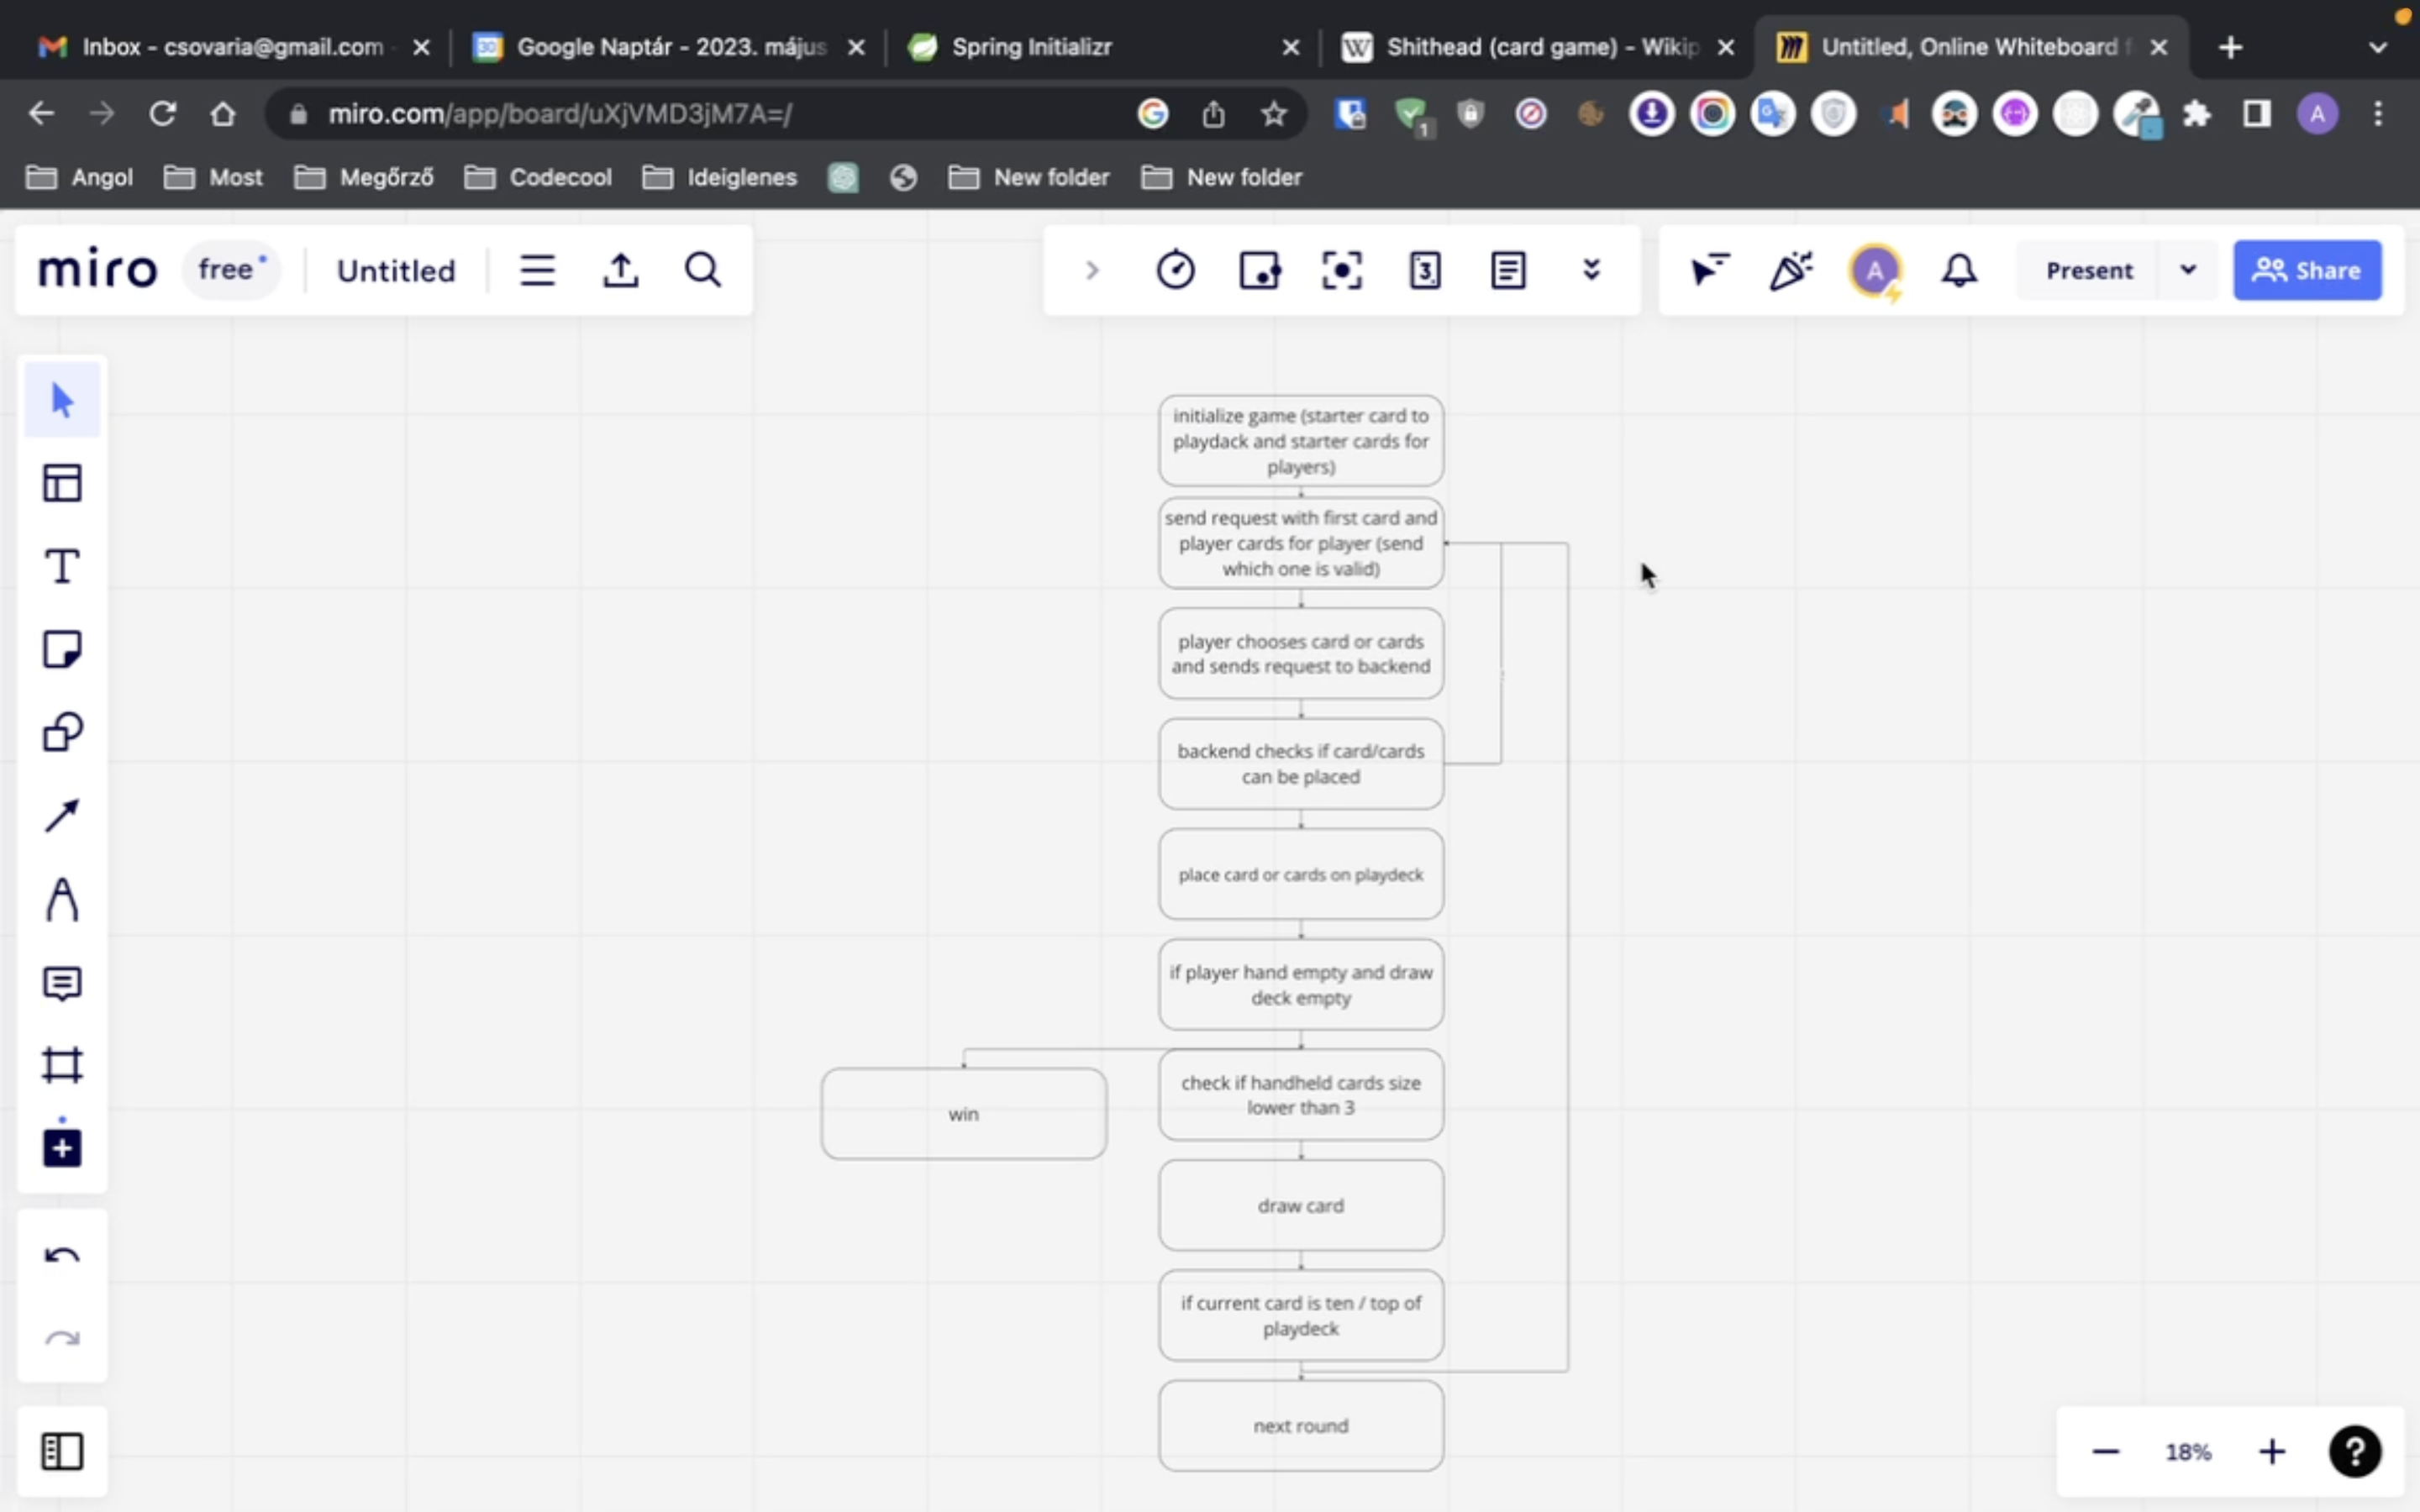 Inbox - csovaria@gmail.com -
Google Naptár - 2023. május
Spring Initializr
Shithead (card game) - Wikip
Untitled, Online Whiteboard f
miro.com/app/board/uXjVMD3jM7A=/
1
A
Angol
Most
Megőrző
Codecool
Ideiglenes
New folder
New folder
miro
free
Untitled
3
A
Present
Share
initialize game (starter card to
playdack and starter cards for
players)
send request with first card and
player cards for player (send
which one is valid)
player chooses card or cards
and sends request to backend
backend checks if card/cards
can be placed
place card or cards on playdeck
if player hand empty and draw
deck empty
win
check if handheld cards size
lower than 3
draw card
if current card is ten / top of
playdeck
next round
18%
?